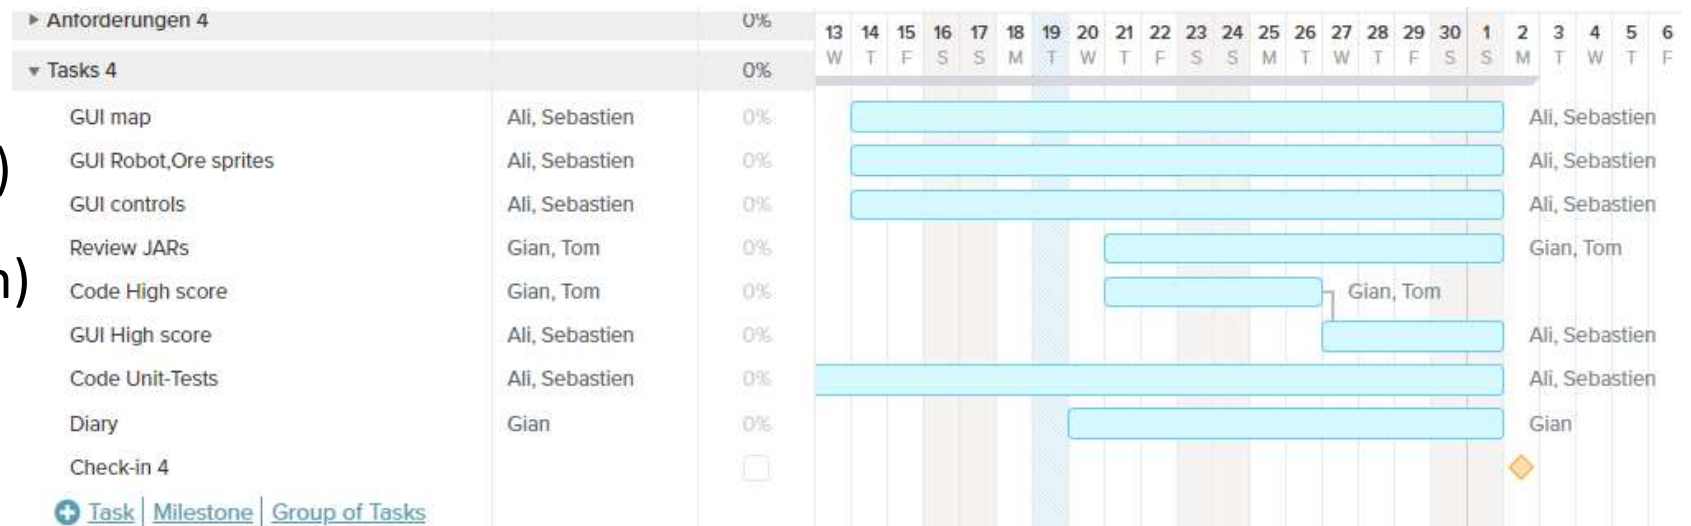 Anforderungen 4 0%
13 14 15 16 17 18 19 20 21 22 23 24 25 26 27 28 29 30 1 2 3 4 5 6
W T F S S M T W T F S S M T W T F S S M T W T F
Tasks 4 0%
GUI map Ali, Sebastien 0% Ali, Sebastien
)
GUI Robot,Ore sprites Ali, Sebastien 0% Ali, Sebastien
GUI controls Ali, Sebastien 0% Ali, Sebastien
Review JARs Gian, Tom 0% Gian, Tom
n)
Code High score Gian, Tom 0% Gian, Tom
GUI High score Ali, Sebastien 0% Ali, Sebastien
Code Unit-Tests Ali, Sebastien 0% Ali, Sebastien
Diary Gian 0% Gian
Check-in 4
Task | Milestone | Group of Tasks